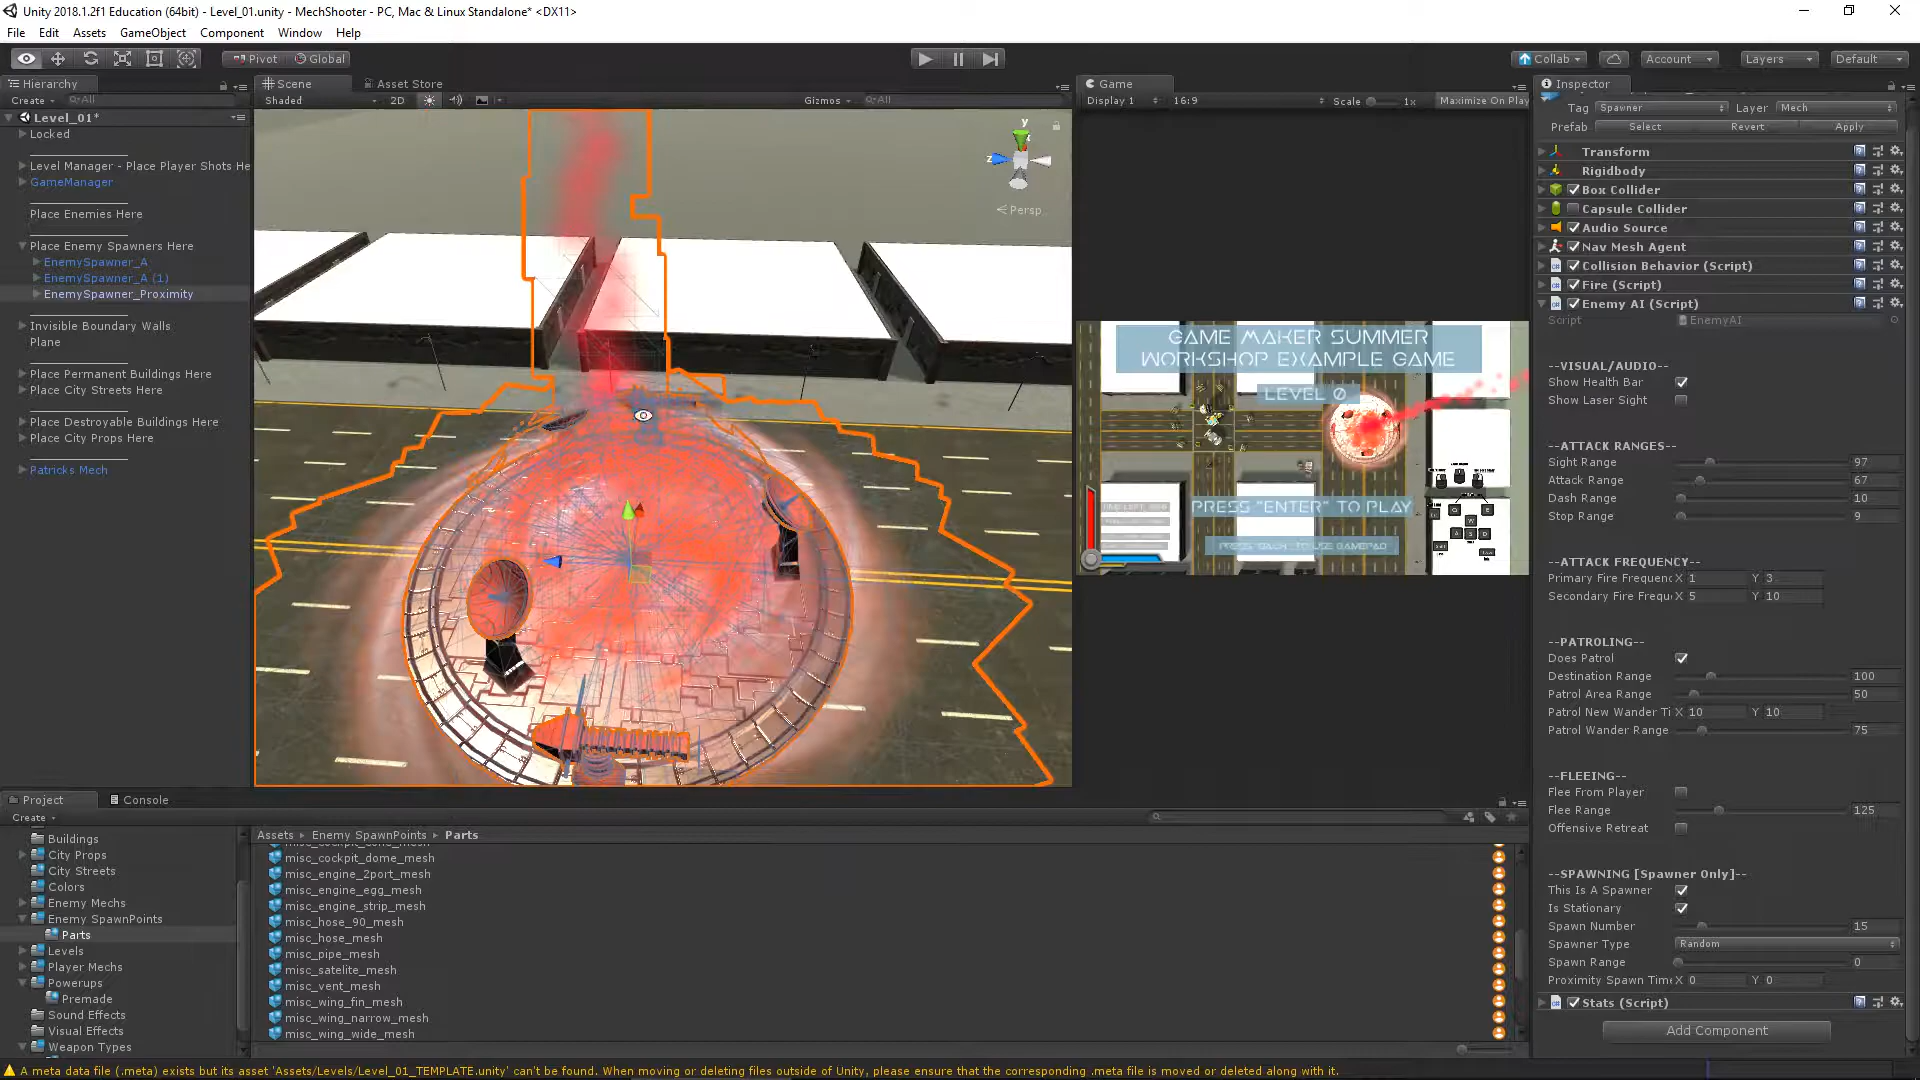 Unity 2018.1.2f1 Education (64bit) - Level_01.unity - MechShooter - PC, Mac & Linux Standalone* <DX11>
File Edit Assets GameObject Component Window Help
Pivot Global
Collab Account Layers Default
Hierarchy
Create All
Level_01*
Locked
Level Manager - Place Player Shots He
GameManager
Place Enemies Here
Place Enemy Spawners Here
EnemySpawner_A
EnemySpawner_A (1)
EnemySpawner_Proximity
Invisible Boundary Walls
Plane
Place Permanent Buildings Here
Place City Streets Here
Place Destroyable Buildings Here
Place City Props Here
Patricks Mech
Scene Asset Store
Shaded 2D Gizmos All
y
x
z
Persp
Game
Display 1 16:9 Scale 1x Maximize On Play
GAME MAKER SUMMER
WORKSHOP EXAMPLE GAME
LEVEL 0
PRESS "ENTER" TO PLAY
Inspector
Tag Spawner Layer Mech
Prefab Select Revert Apply
Transform
Rigidbody
Box Collider
Capsule Collider
Audio Source
Nav Mesh Agent
Collision Behavior (Script)
Fire (Script)
Enemy AI (Script)
Script EnemyAI
--VISUAL/AUDIO--
Show Health Bar
Show Laser Sight
--ATTACK RANGES--
Sight Range 97
Attack Range 67
Dash Range 10
Stop Range 9
--ATTACK FREQUENCY--
Primary Fire Frequenc X 1 Y 3
Secondary Fire Frequ X 5 Y 10
--PATROLING--
Does Patrol
Destination Range 100
Patrol Area Range 50
Patrol New Wander Ti X 10 Y 10
Patrol Wander Range 75
--FLEEING--
Flee From Player
Flee Range 125
Offensive Retreat
--SPAWNING [Spawner Only]--
This Is A Spawner
Is Stationary
Spawn Number 15
Spawner Type Random
Spawn Range 0
Proximity Spawn Time X 0 Y 0
Stats (Script)
Add Component
Project Console
Create
Buildings
City Props
City Streets
Colors
Enemy Mechs
Enemy SpawnPoints
Parts
Levels
Player Mechs
Powerups
Premade
Sound Effects
Visual Effects
Weapon Types
Assets Enemy SpawnPoints Parts
misc_cockpit_dome_mesh
misc_engine_2port_mesh
misc_engine_egg_mesh
misc_engine_strip_mesh
misc_hose_90_mesh
misc_hose_mesh
misc_pipe_mesh
misc_satelite_mesh
misc_vent_mesh
misc_wing_fin_mesh
misc_wing_narrow_mesh
misc_wing_wide_mesh
A meta data file (.meta) exists but its asset 'Assets/Levels/Level_01_TEMPLATE.unity' can't be found. When moving or deleting files outside of Unity, please ensure that the corresponding .meta file is moved or deleted along with it.